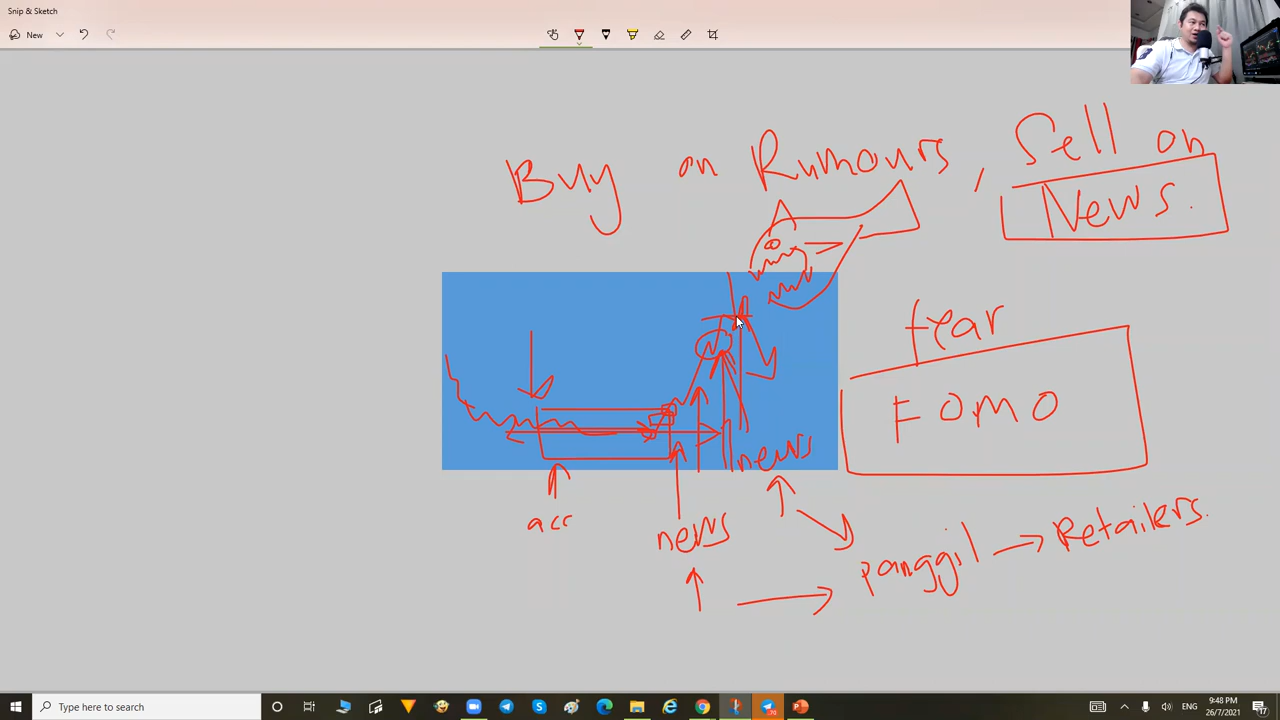 Snip & Sketch
New
Buy on Rumours, Sell on
News.
fear
FOMO
news
acc
news
panggil → Retailers.
Type here to search
9:48 PM
26/7/2021